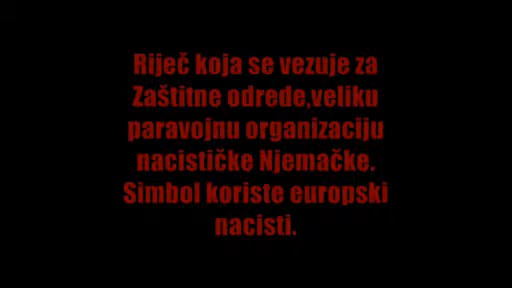 Riječ koja se vezuje za
Zaštitne odrede,veliku
paravojnu organizaciju
nacističke Njemačke.
Simbol koriste europski
nacisti.